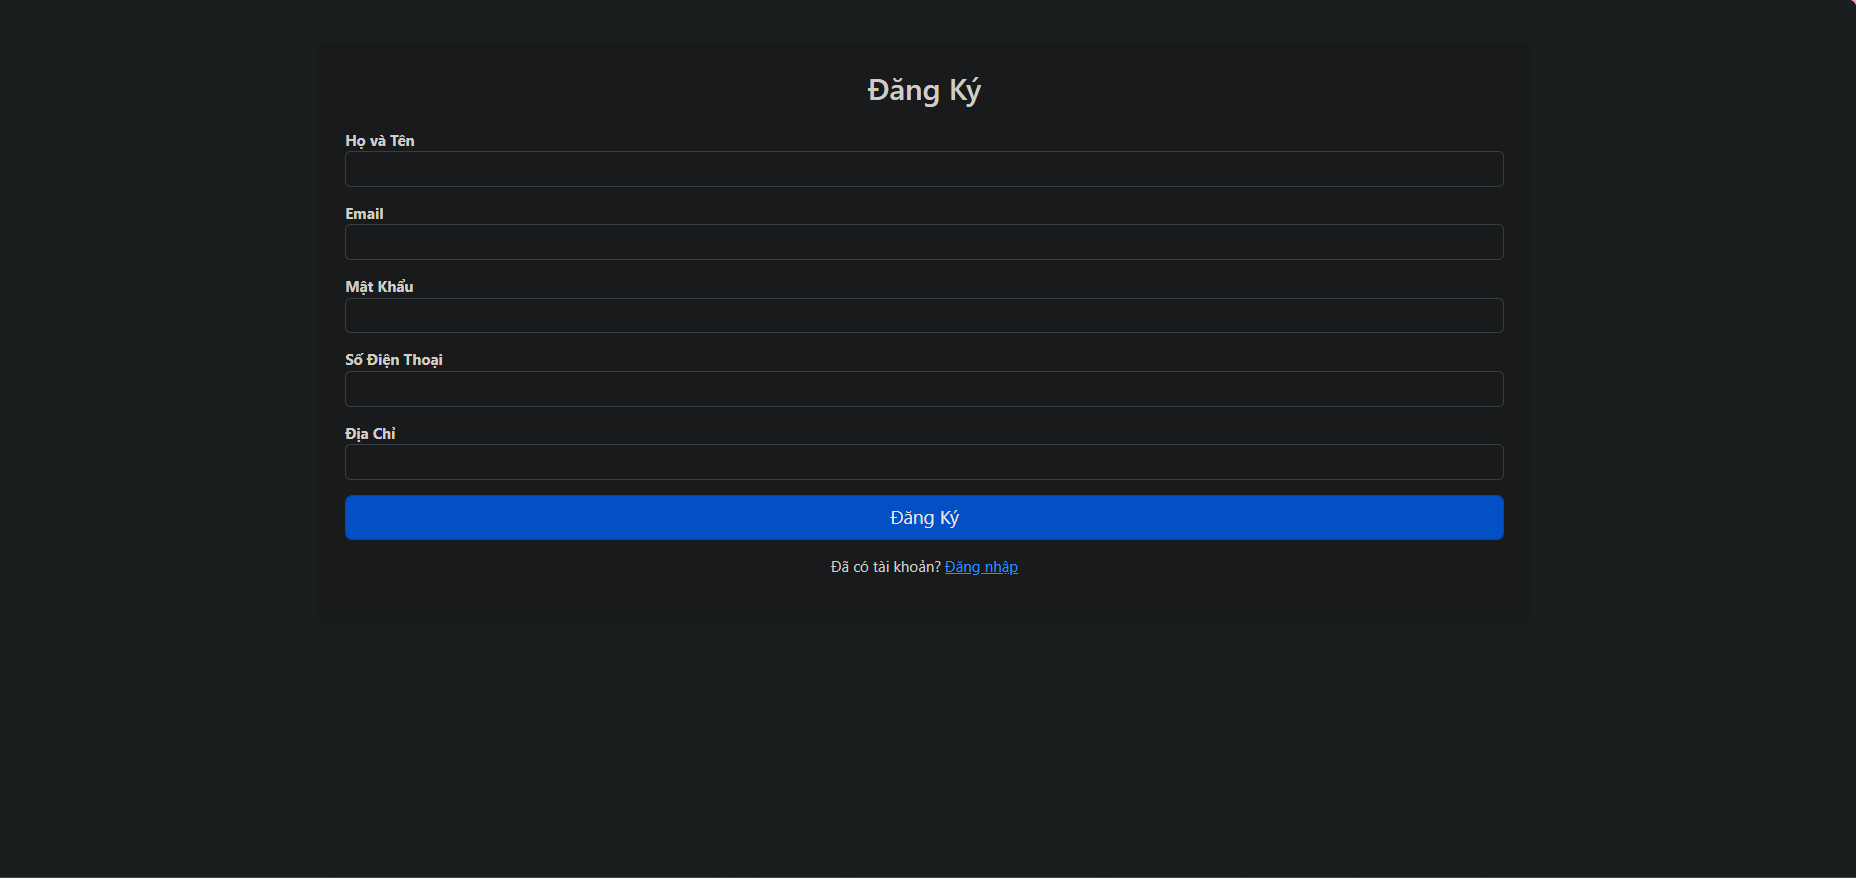 Đăng Ký
Họ và Tên
Email
Mật Khẩu
Số Điện Thoại
Địa Chỉ
Đăng Ký
Đã có tài khoản? Đăng nhập